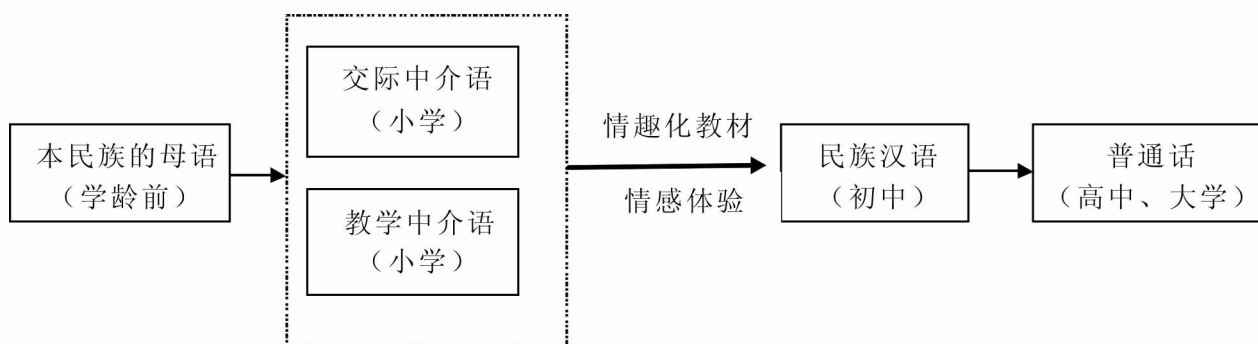 本民族的母语
（学龄前）
交际中介语
（小学）
教学中介语
（小学）
情趣化教材
情感体验
民族汉语
（初中）
普通话
（高中、大学）